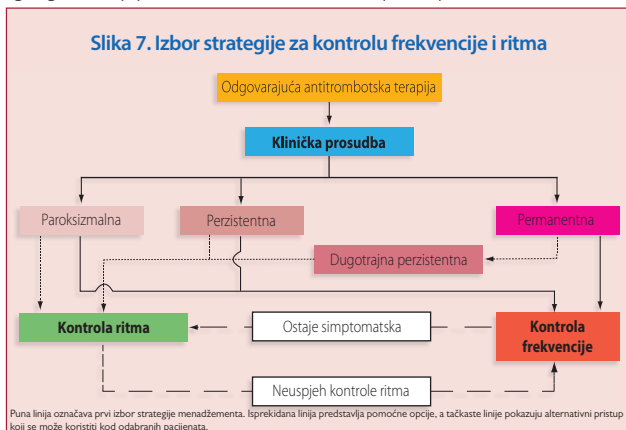 Slika 7. Izbor strategije za kontrolu frekvencije i ritma
Odgovarajuća antitrombotska terapija
Klinička prosudba
Paroksizmalna
Perzistentna
Permanentna
Dugotrajna perzistentna
Kontrola ritma
Ostaje simptomatska
Kontrola
frekvencije
Neuspjeh kontrole ritma
Puna linija označava prvi izbor strategije menadžementa. Isprekidana linija predstavlja pomoćne opcije, a tačkaste linije pokazuju alternativni pristup
koji se može koristiti kod odabranih pacijenata.